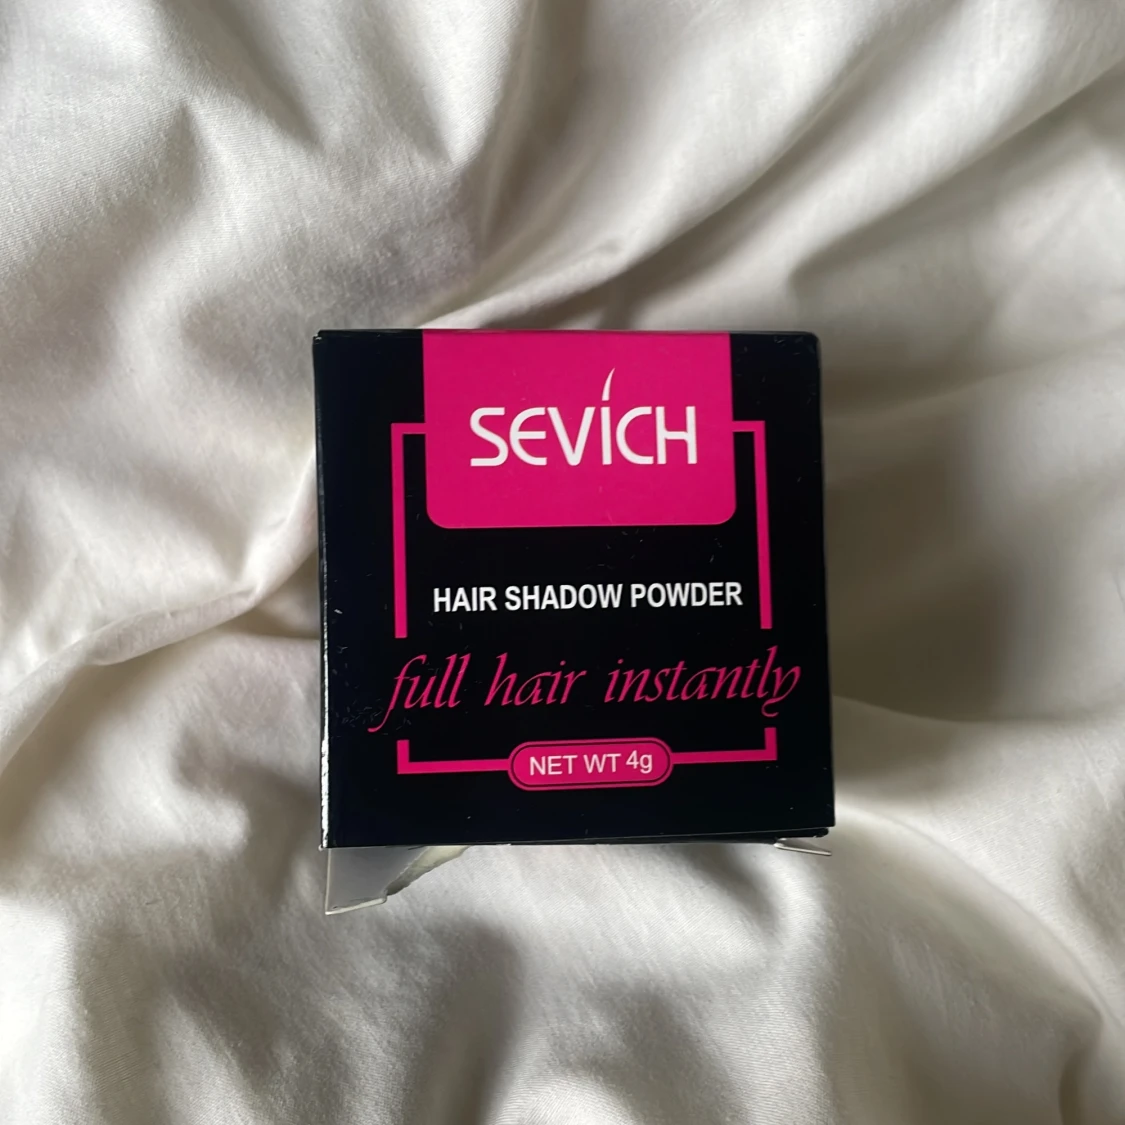 SEVICH
HAIR SHADOW POWDER
full hair instantly
NET WT 4g